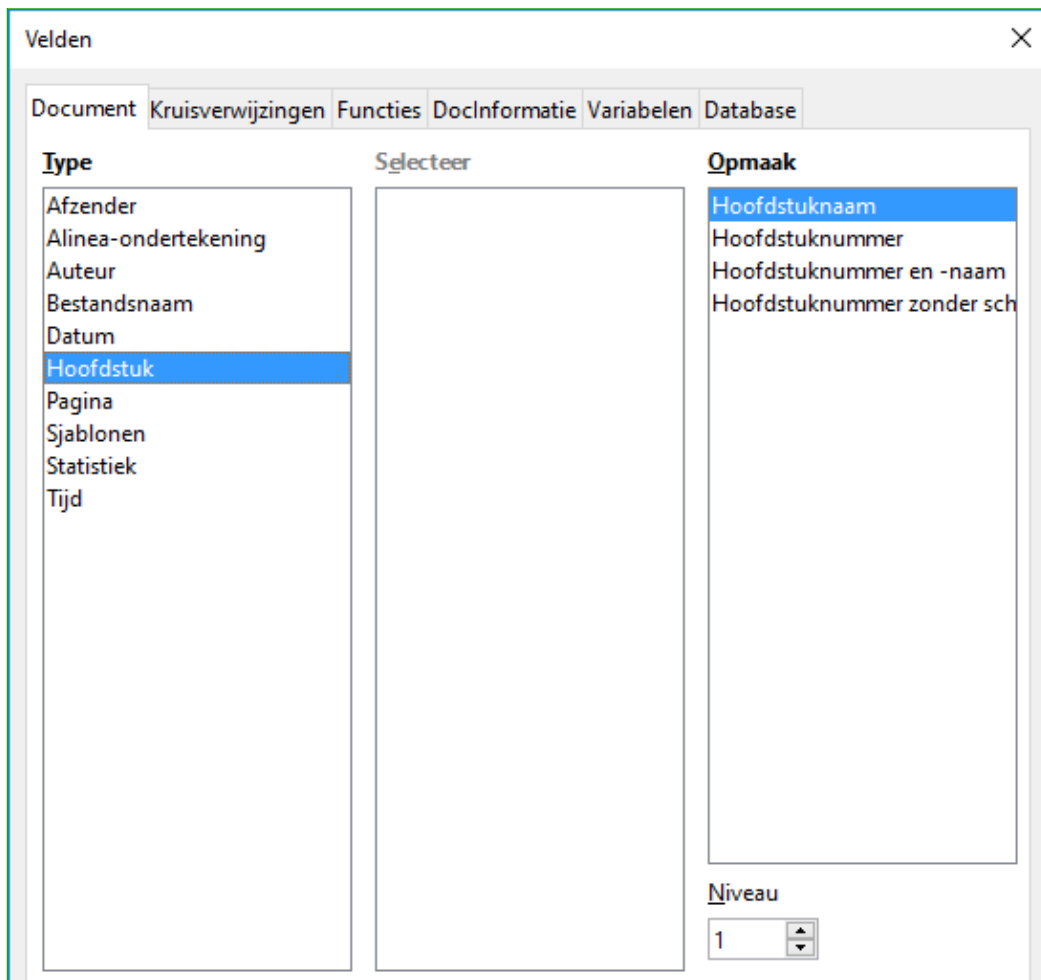 Velden
Document Kruisverwijzingen Functies DocInformatie Variabelen Database
Type
Afzender
Alinea-ondertekening
Auteur
Bestandsnaam
Datum
Hoofdstuk
Pagina
Sjablonen
Statistiek
Tijd
Selecteer
Opmaak
Hoofdstuknaam
Hoofdstuknummer
Hoofdstuknummer en -naam
Hoofdstuknummer zonder sch
Niveau
1